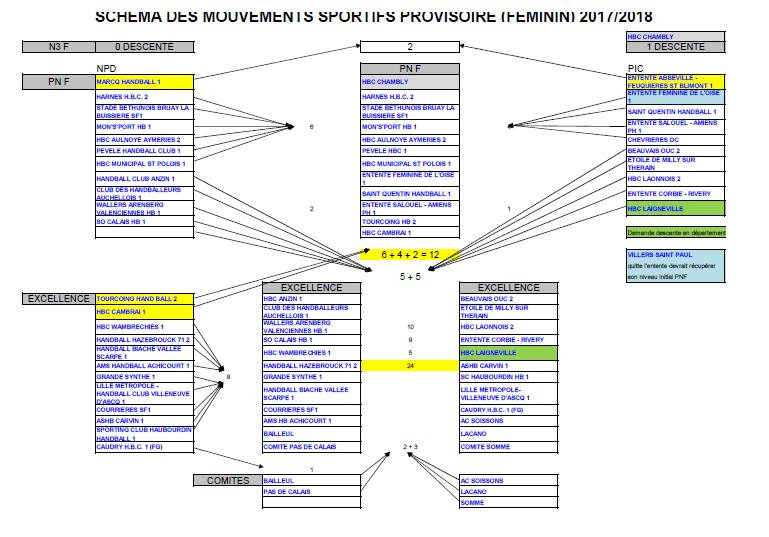 SCHEMA DES MOUVEMENTS SPORTIFS PROVISOIRE (FEMININ) 2017/2018
HBC CHAMBLY
N3 F
0 DESCENTE
2
1 DESCENTE
NPD
PN F
PIC
PN F
MARCQ HANDBALL 1
HARNES H.B.C. 2
STADE BETHUNOIS BRUAY LA
BUISSIERE SF1
MON'S'PORT HB 1
HBC AULNOYE AYMERIES 2
PEVELE HANDBALL CLUB 1
HBC MUNICIPAL ST POLOIS 1
HANDBALL CLUB ANZIN 1
CLUB DES HANDBALLEURS
AUCHELLOIS 1
WALLERS ARENBERG
VALENCIENNES HB 1
SO CALAIS HB 1
6
2
HBC CHAMBLY
HARNES H.B.C. 2
STADE BETHUNOIS BRUAY LA
BUISSIERE SF1
MON'S'PORT HB 1
HBC AULNOYE AYMERIES 2
PEVELE HBC 1
HBC MUNICIPAL ST POLOIS 1
ENTENTE FEMININE DE L'OISE
1
SAINT QUENTIN HANDBALL 1
ENTENTE SALOUEL - AMIENS
PH 1
TOURCOING HB 2
HBC CAMBRAI 1
1
ENTENTE ABBEVILLE -
FEUQUIERES ST BLIMONT 1
ENTENTE FEMININE DE L'OISE
1
SAINT QUENTIN HANDBALL 1
ENTENTE SALOUEL - AMIENS
PH 1
CHEVRIERES OC
BEAUVAIS OUC 2
ETOILE DE MILLY SUR
THERAIN
HBC LAONNOIS 2
ENTENTE CORBIE - RIVERY
HBC LAIGNEVILLE
Demande descente en département
VILLERS SAINT PAUL
quitte l'entente devrait récupérer
son niveau initial PNF
6 + 4 + 2 = 12
5 + 5
EXCELLENCE
TOURCOING HAND BALL 2
HBC CAMBRAI 1
HBC WAMBRECHIES 1
HANDBALL HAZEBROUCK 71 2
HANDBALL BIACHE VALLEE
SCARPE 1
AMS HANDBALL ACHICOURT 1
GRANDE SYNTHE 1
LILLE METROPOLE -
HANDBALL CLUB VILLENEUVE
D'ASCQ 1
COURRIERES SF1
ASHB CARVIN 1
SPORTING CLUB HAUBOURDIN
HANDBALL 1
CAUDRY H.B.C. 1 (FG)
9
1
EXCELLENCE
HBC ANZIN 1
CLUB DES HANDBALLEURS
AUCHELLOIS 1
WALLERS ARENBERG
VALENCIENNES HB 1
SO CALAIS HB 1
HBC WAMBRECHIES 1
HANDBALL HAZEBROUCK 71 2
GRANDE SYNTHE 1
HANDBALL BIACHE VALLEE
SCARPE 1
COURRIERES SF1
AMS HB ACHICOURT 1
BAILLEUL
COMITE PAS DE CALAIS
10
9
5
24
2 + 3
EXCELLENCE
BEAUVAIS OUC 2
ETOILE DE MILLY SUR
THERAIN
HBC LAONNOIS 2
ENTENTE CORBIE - RIVERY
HBC LAIGNEVILLE
ASHB CARVIN 1
SC HAUBOURDIN HB 1
LILLE METROPOLE-
VILLENEUVE D'ASCQ 1
CAUDRY H.B.C. 1 (FG)
AC SOISSONS
LACANO
COMITE SOMME
COMITES
BAILLEUL
PAS DE CALAIS
AC SOISSONS
LACANO
SOMME